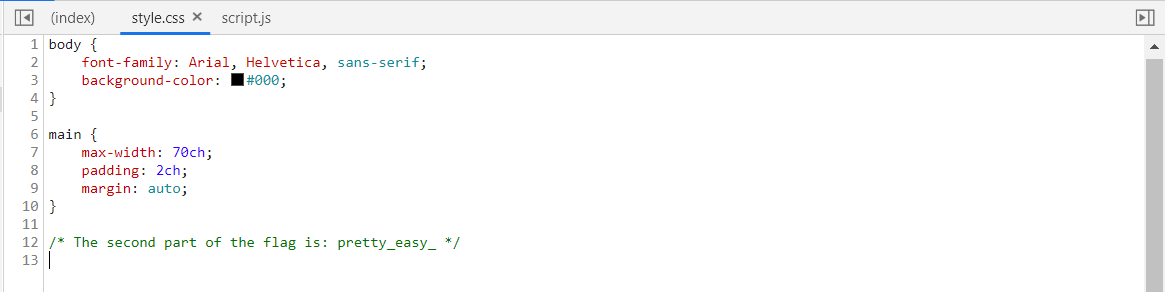 (index) style.css × script.js
1 body {
2     font-family: Arial, Helvetica, sans-serif;
3     background-color: #000;
4 }
5
6 main {
7     max-width: 70ch;
8     padding: 2ch;
9     margin: auto;
10 }
11
12 /* The second part of the flag is: pretty_easy_ */
13